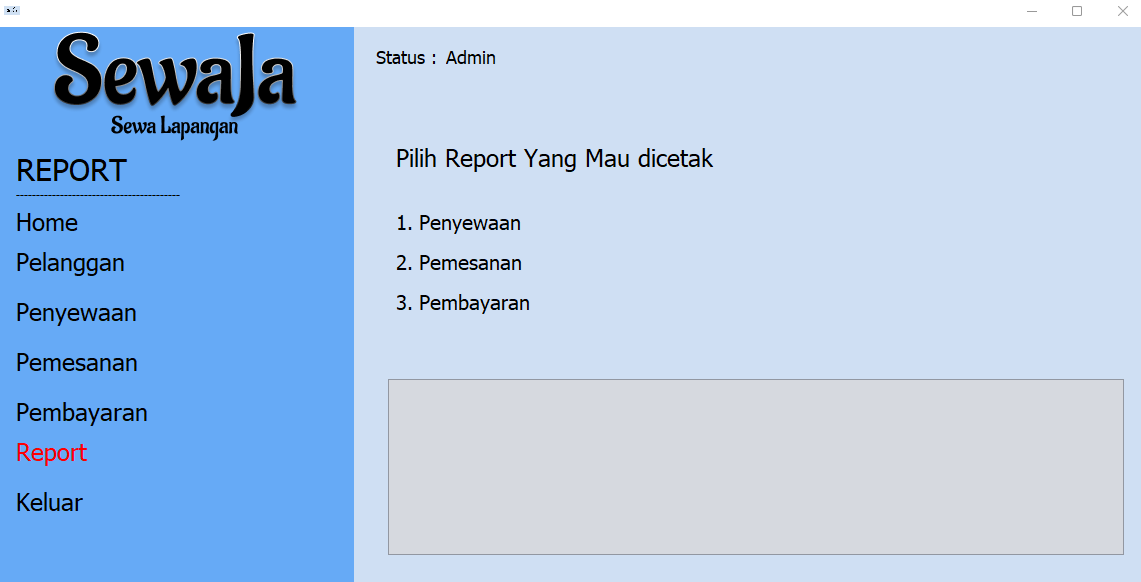 SewaJa
Sewa Lapangan
REPORT
Home
Pelanggan
Penyewaan
Pemesanan
Pembayaran
Report
Keluar
Status : Admin
Pilih Report Yang Mau dicetak
1. Penyewaan
2. Pemesanan
3. Pembayaran